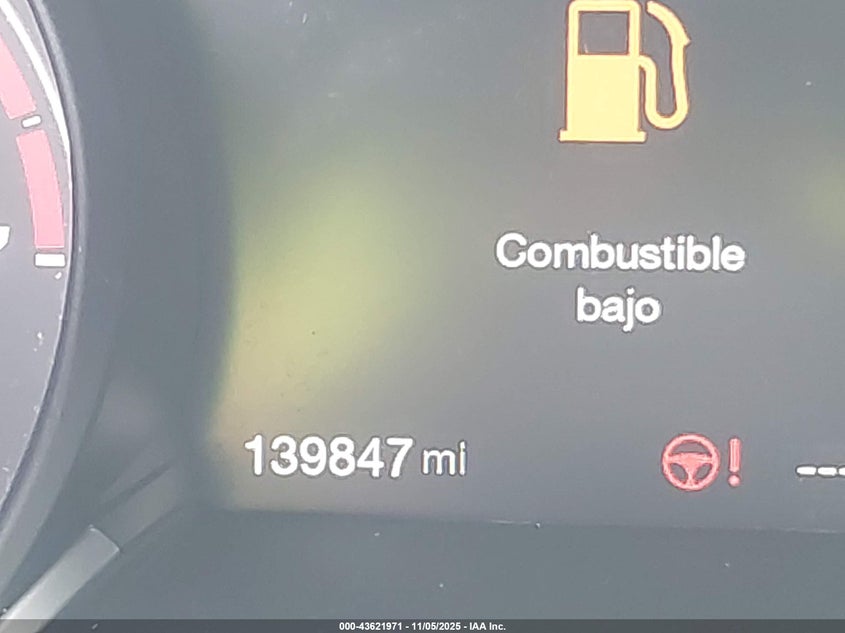 Combustible
bajo
139847 mi
000-43621971 - 11/05/2025 - IAA Inc.